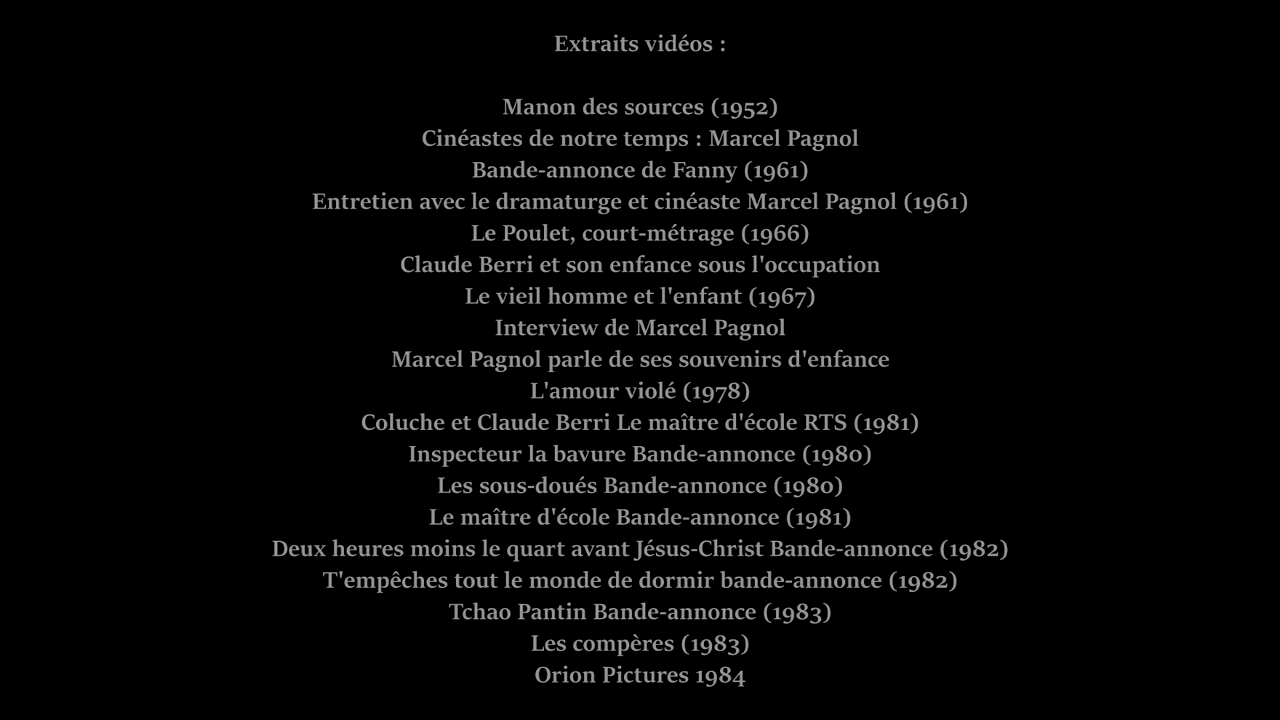 Extraits vidéos :
Manon des sources (1952)
Cinéastes de notre temps : Marcel Pagnol
Bande-annonce de Fanny (1961)
Entretien avec le dramaturge et cinéaste Marcel Pagnol (1961)
Le Poulet, court-métrage (1966)
Claude Berri et son enfance sous l'occupation
Le vieil homme et l'enfant (1967)
Interview de Marcel Pagnol
Marcel Pagnol parle de ses souvenirs d'enfance
L'amour violé (1978)
Coluche et Claude Berri Le maître d'école RTS (1981)
Inspecteur la bavure Bande-annonce (1980)
Les sous-doués Bande-annonce (1980)
Le maître d'école Bande-annonce (1981)
Deux heures moins le quart avant Jésus-Christ Bande-annonce (1982)
T'empêches tout le monde de dormir bande-annonce (1982)
Tchao Pantin Bande-annonce (1983)
Les compères (1983)
Orion Pictures 1984